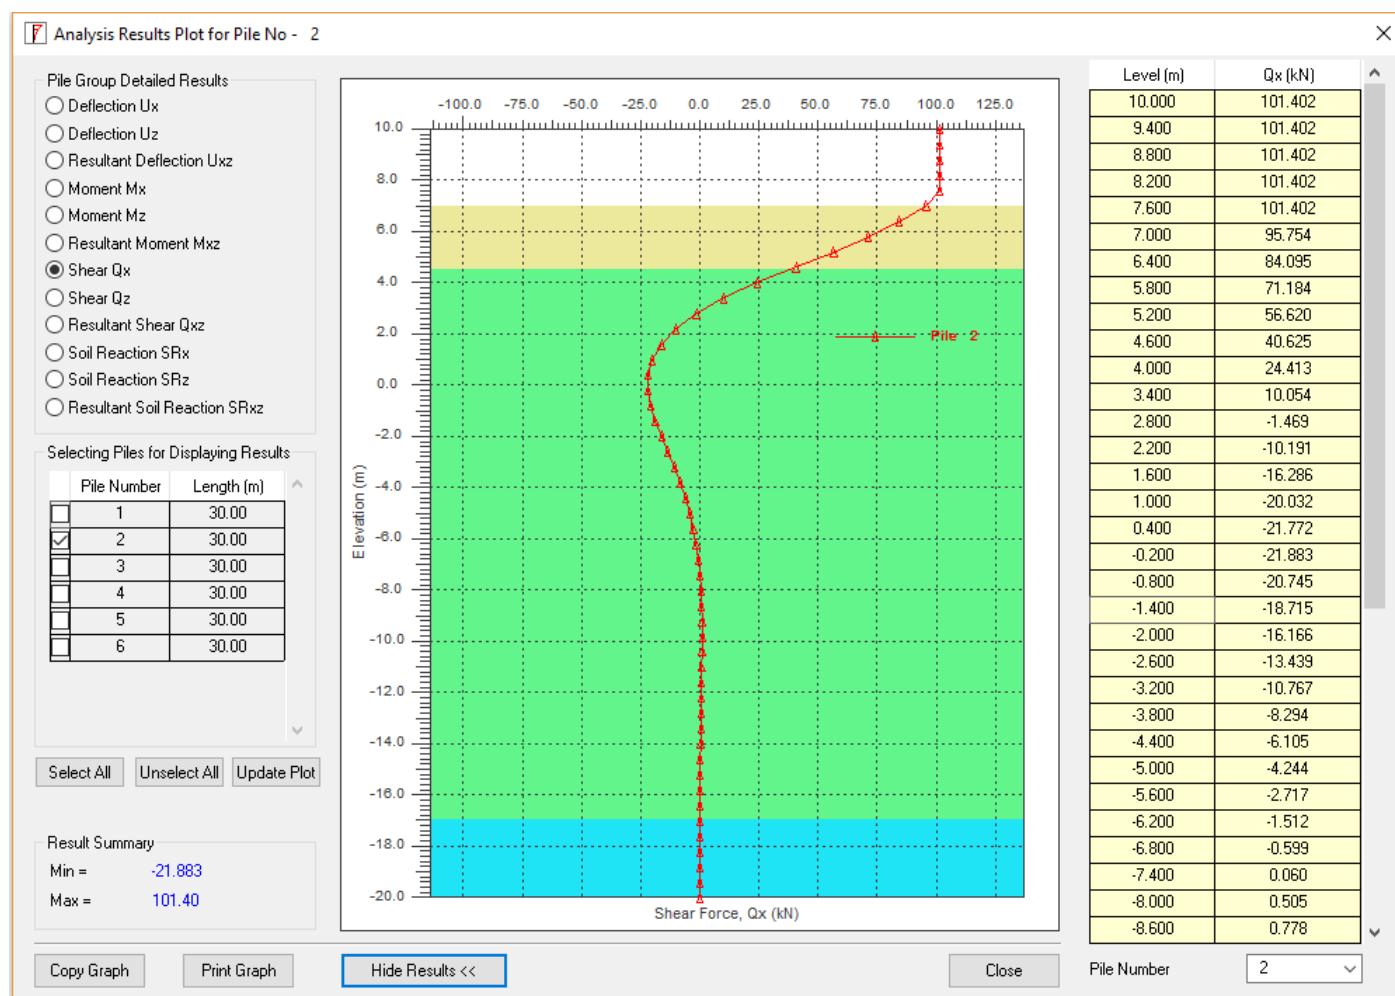 Analysis Results Plot for Pile No - 2
Pile Group Detailed Results
Deflection Ux
Deflection Uz
Resultant Deflection Uxz
Moment Mx
Moment Mz
Resultant Moment Mxz
Shear Qx
Shear Qz
Resultant Shear Qxz
Soil Reaction SRx
Soil Reaction SRz
Resultant Soil Reaction SRxz
Selecting Piles for Displaying Results
Pile Number Length (m)
1 30.00
2 30.00
3 30.00
4 30.00
5 30.00
6 30.00
Select All Unselect All Update Plot
Result Summary
Min = -21.883
Max = 101.40
-100.0 -75.0 -50.0 -25.0 0.0 25.0 50.0 75.0 100.0 125.0
10.0
8.0
6.0
4.0
2.0
0.0
-2.0
-4.0
-6.0
-8.0
-10.0
-12.0
-14.0
-16.0
-18.0
-20.0
Elevation (m)
Pile 2
Shear Force, Qx (kN)
Level (m) Qx (kN)
10.000 101.402
9.400 101.402
8.800 101.402
8.200 101.402
7.600 101.402
7.000 95.754
6.400 84.095
5.800 71.184
5.200 56.620
4.600 40.625
4.000 24.413
3.400 10.054
2.800 -1.469
2.200 -10.191
1.600 -16.286
1.000 -20.032
0.400 -21.772
-0.200 -21.883
-0.800 -20.745
-1.400 -18.715
-2.000 -16.166
-2.600 -13.439
-3.200 -10.767
-3.800 -8.294
-4.400 -6.105
-5.000 -4.244
-5.600 -2.717
-6.200 -1.512
-6.800 -0.599
-7.400 0.060
-8.000 0.505
-8.600 0.778
Copy Graph Print Graph Hide Results << Close Pile Number 2